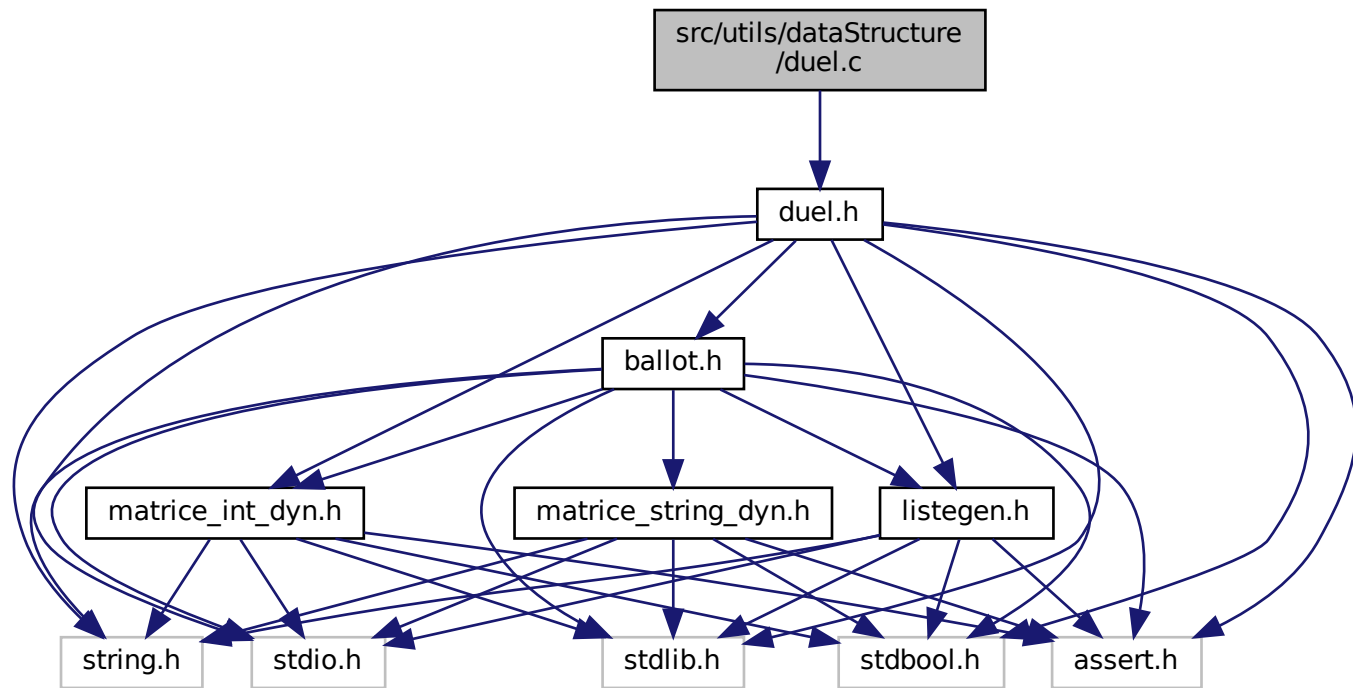 src/utils/dataStructure
/duel.c
duel.h
ballot.h
matrice_int_dyn.h
matrice_string_dyn.h
listegen.h
string.h
stdio.h
stdlib.h
stdbool.h
assert.h